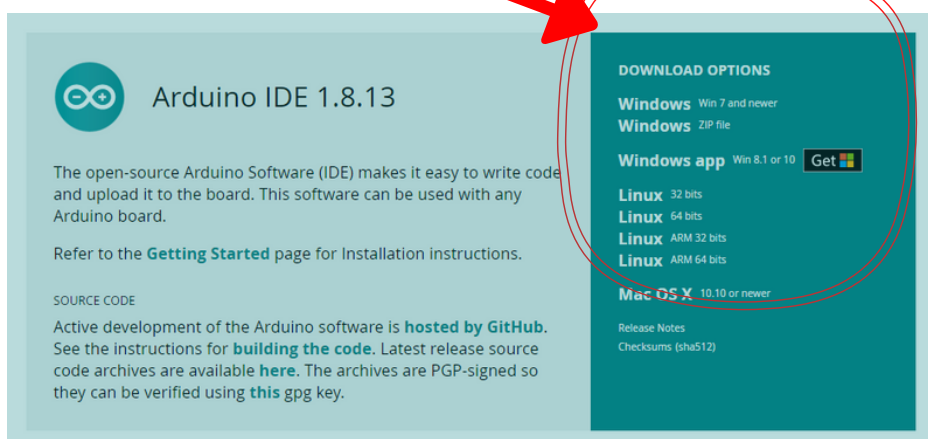 Arduino IDE 1.8.13
The open-source Arduino Software (IDE) makes it easy to write code
and upload it to the board. This software can be used with any
Arduino board.
Refer to the Getting Started page for Installation instructions.
SOURCE CODE
Active development of the Arduino software is hosted by GitHub.
See the instructions for building the code. Latest release source
code archives are available here. The archives are PGP-signed so
they can be verified using this gpg key.
DOWNLOAD OPTIONS
Windows Win 7 and newer
Windows ZIP file
Windows app Win 8.1 or 10 Get
Linux 32 bits
Linux 64 bits
Linux ARM 32 bits
Linux ARM 64 bits
Mac OS X 10.10 or newer
Release Notes
Checksums (sha512)